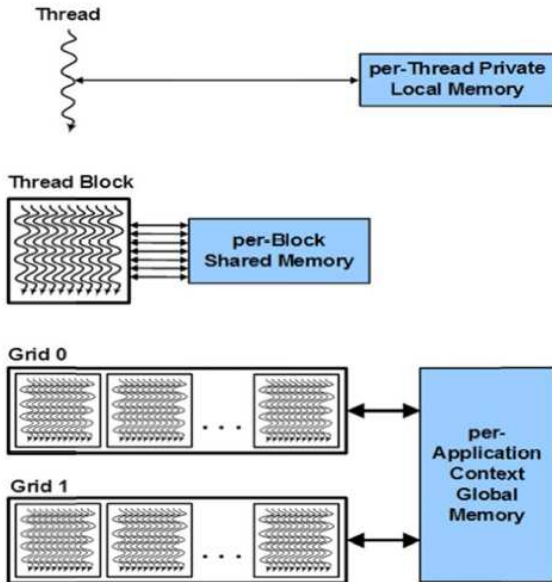 Thread
per-Thread Private
Local Memory
Thread Block
per-Block
Shared Memory
Grid 0
. . .
per-
Application
Context
Global
Memory
Grid 1
. . .